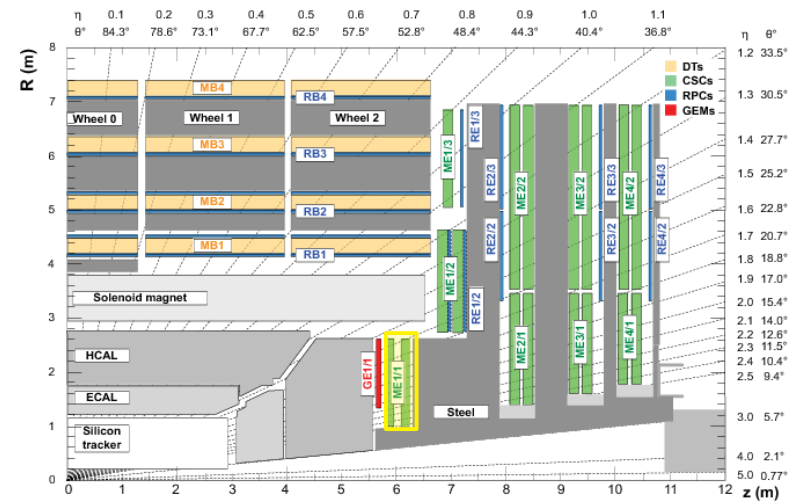 η 0.1 0.2 0.3 0.4 0.5 0.6 0.7 0.8 0.9 1.0 1.1 η θ°
θ° 84.3° 78.6° 73.1° 67.7° 62.5° 57.5° 52.8° 48.4° 44.3° 40.4° 36.8°
R (m)
8
7
6
5
4
3
2
1
0
1.2 33.5°
1.3 30.5°
1.4 27.7°
1.5 25.2°
1.6 22.8°
1.7 20.7°
1.8 18.8°
1.9 17.0°
2.0 15.4°
2.1 14.0°
2.2 12.6°
2.3 11.5°
2.4 10.4°
2.5 9.4°
3.0 5.7°
4.0 2.1°
5.0 0.77°
DTs
CSCs
RPCs
GEMs
MB4
RB4
Wheel 0
Wheel 1
Wheel 2
MB3
RB3
MB2
RB2
MB1
RB1
Solenoid magnet
HCAL
ECAL
Silicon
tracker
Steel
GE1/1
ME1/1
ME1/2
ME1/3
RE1/3
RE1/2
RE2/3
RE2/2
ME2/2
ME2/1
ME3/2
ME3/1
RE3/3
RE3/2
ME4/2
ME4/1
RE4/3
RE4/2
0 1 2 3 4 5 6 7 8 9 10 11 12
z (m)